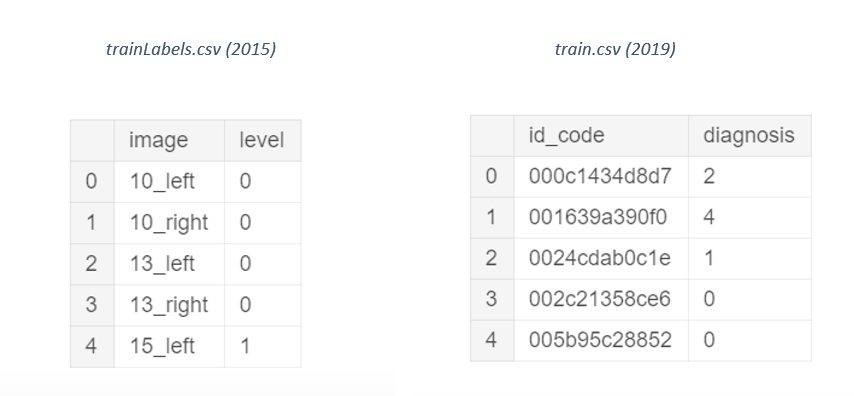 trainLabels.csv (2015)
image level
0 10_left 0
1 10_right 0
2 13_left 0
3 13_right 0
4 15_left 1
train.csv (2019)
id_code diagnosis
0 000c1434d8d7 2
1 001639a390f0 4
2 0024cdab0c1e 1
3 002c21358ce6 0
4 005b95c28852 0